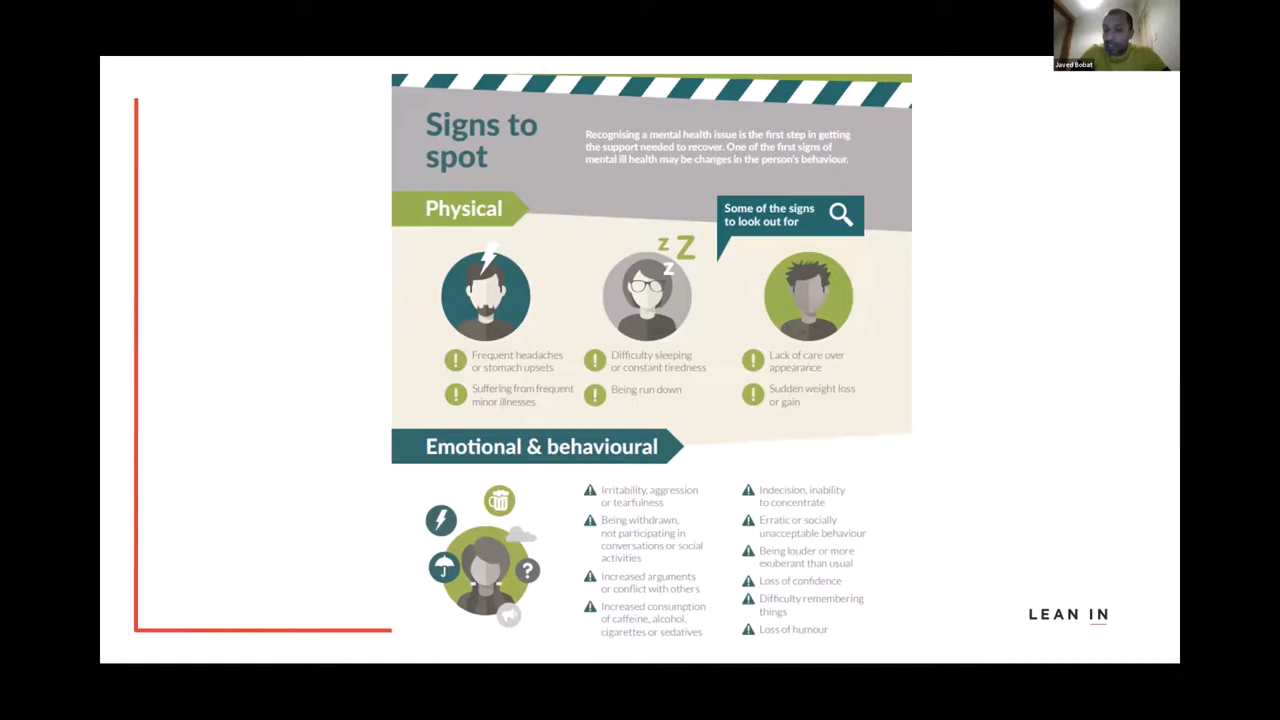 Javed Bobat
Signs to
spot
Recognising a mental health issue is the first step in getting
the support needed to recover. One of the first signs of
mental ill health may be changes in the person's behaviour.
Physical
Some of the signs
to look out for
z
Z
z
Frequent headaches
or stomach upsets
Suffering from frequent
minor illnesses
Difficulty sleeping
or constant tiredness
Being run down
Lack of care over
appearance
Sudden weight loss
or gain
Emotional & behavioural
?
Irritability, aggression
or tearfulness
Being withdrawn,
not participating in
conversations or social
activities
Increased arguments
or conflict with others
Increased consumption
of caffeine, alcohol,
cigarettes or sedatives
Indecision, inability
to concentrate
Erratic or socially
unacceptable behaviour
Being louder or more
exuberant than usual
Loss of confidence
Difficulty remembering
things
Loss of humour
LEAN IN